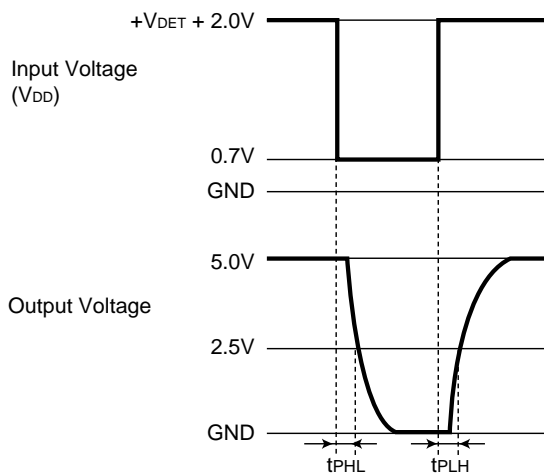 +VDET + 2.0V
Input Voltage
(VDD)
0.7V
GND
5.0V
Output Voltage
2.5V
GND
tPHL tPLH